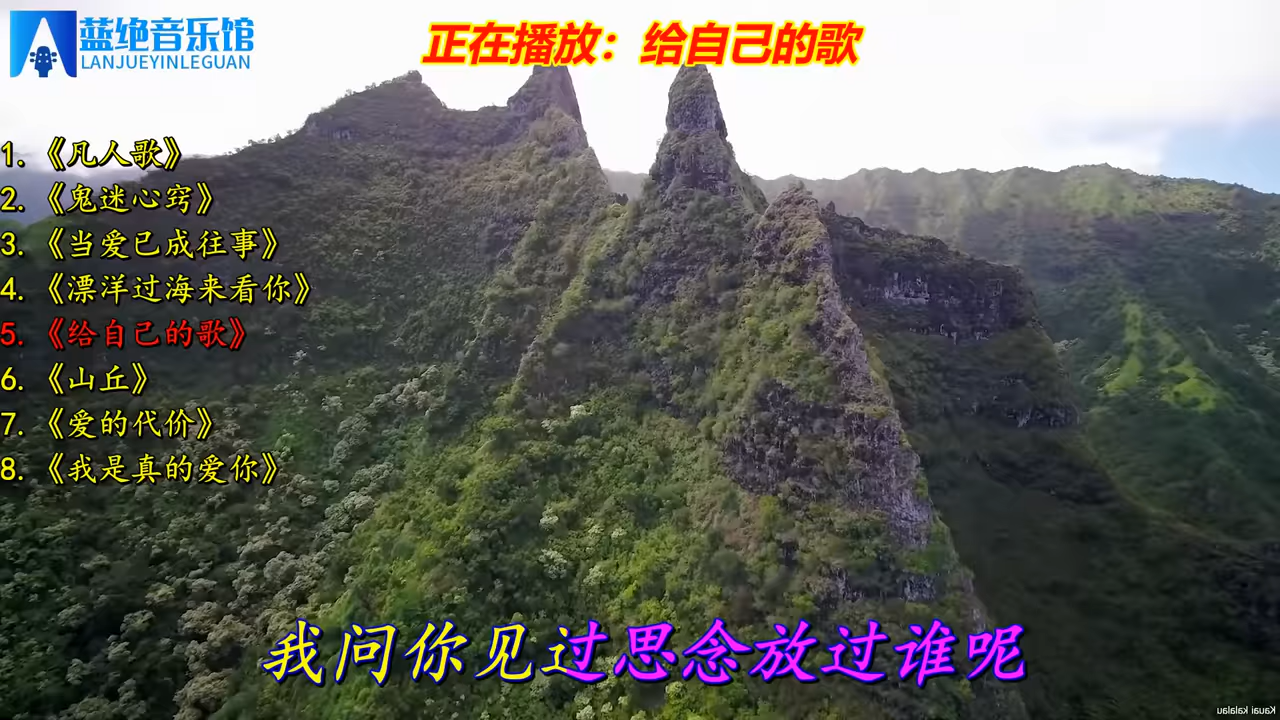 蓝绝音乐馆
LANJUEYINLEGUAN
正在播放：给自己的歌
1.《凡人歌》
2.《鬼迷心窍》
3.《当爱已成往事》
4.《漂洋过海来看你》
5.《给自己的歌》
6.《山丘》
7.《爱的代价》
8.《我是真的爱你》
我问你见过思念放过谁呢
Kauai kalalau